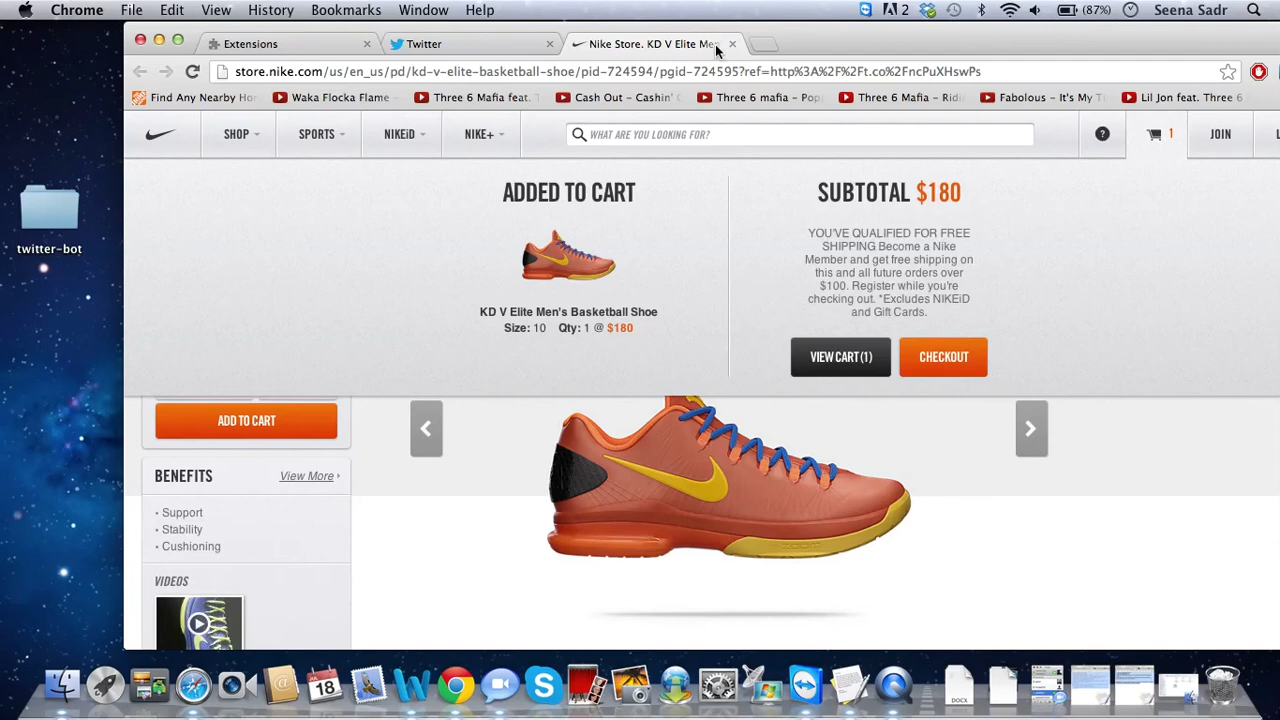 Chrome File Edit View History Bookmarks Window Help 2 (87%) Seena Sadr
Extensions Twitter Nike Store. KD V Elite Me
store.nike.com/us/en_us/pd/kd-v-elite-basketball-shoe/pid-724594/pgid-724595?ref=http%3A%2F%2Ft.co%2FncPuXHswPs
Find Any Nearby Hom Waka Flocka Flame - Three 6 Mafia feat. T Cash Out - Cashin' Three 6 mafia - Pop Three 6 Mafia - Ridi Fabolous - It's My T Lil Jon feat. Three 6
SHOP SPORTS NIKEiD NIKE+ WHAT ARE YOU LOOKING FOR? ? 1 JOIN L
ADDED TO CART
KD V Elite Men's Basketball Shoe
Size: 10 Qty: 1 @ $180
SUBTOTAL $180
YOU'VE QUALIFIED FOR FREE
SHIPPING Become a Nike
Member and get free shipping on
this and all future orders over
$100. Register while you're
checking out. *Excludes NIKEiD
and Gift Cards.
VIEW CART (1) CHECKOUT
twitter-bot
ADD TO CART
BENEFITS View More
• Support
• Stability
• Cushioning
VIDEOS
JUL
18
DOCX